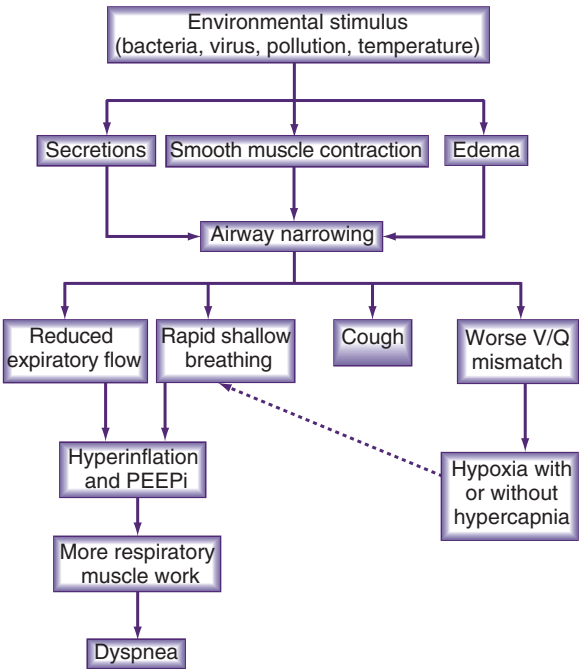 Environmental stimulus
(bacteria, virus, pollution, temperature)
Secretions
Smooth muscle contraction
Edema
Airway narrowing
Reduced
expiratory flow
Rapid shallow
breathing
Cough
Worse V/Q
mismatch
Hyperinflation
and PEEPi
Hypoxia with
or without
hypercapnia
More respiratory
muscle work
Dyspnea